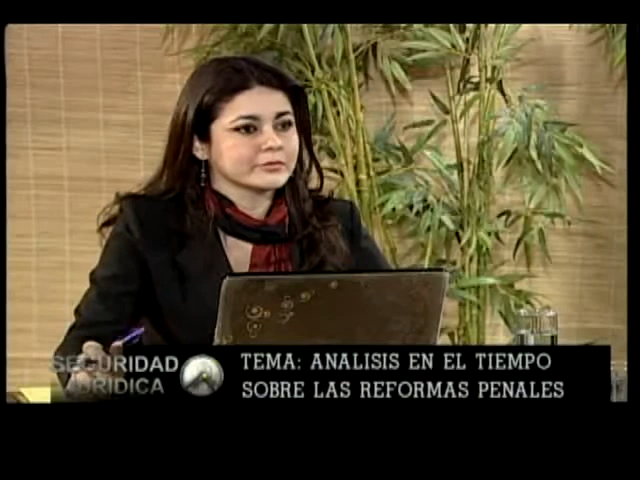 SEGURIDAD
JURIDICA
TEMA: ANALISIS EN EL TIEMPO
SOBRE LAS REFORMAS PENALES